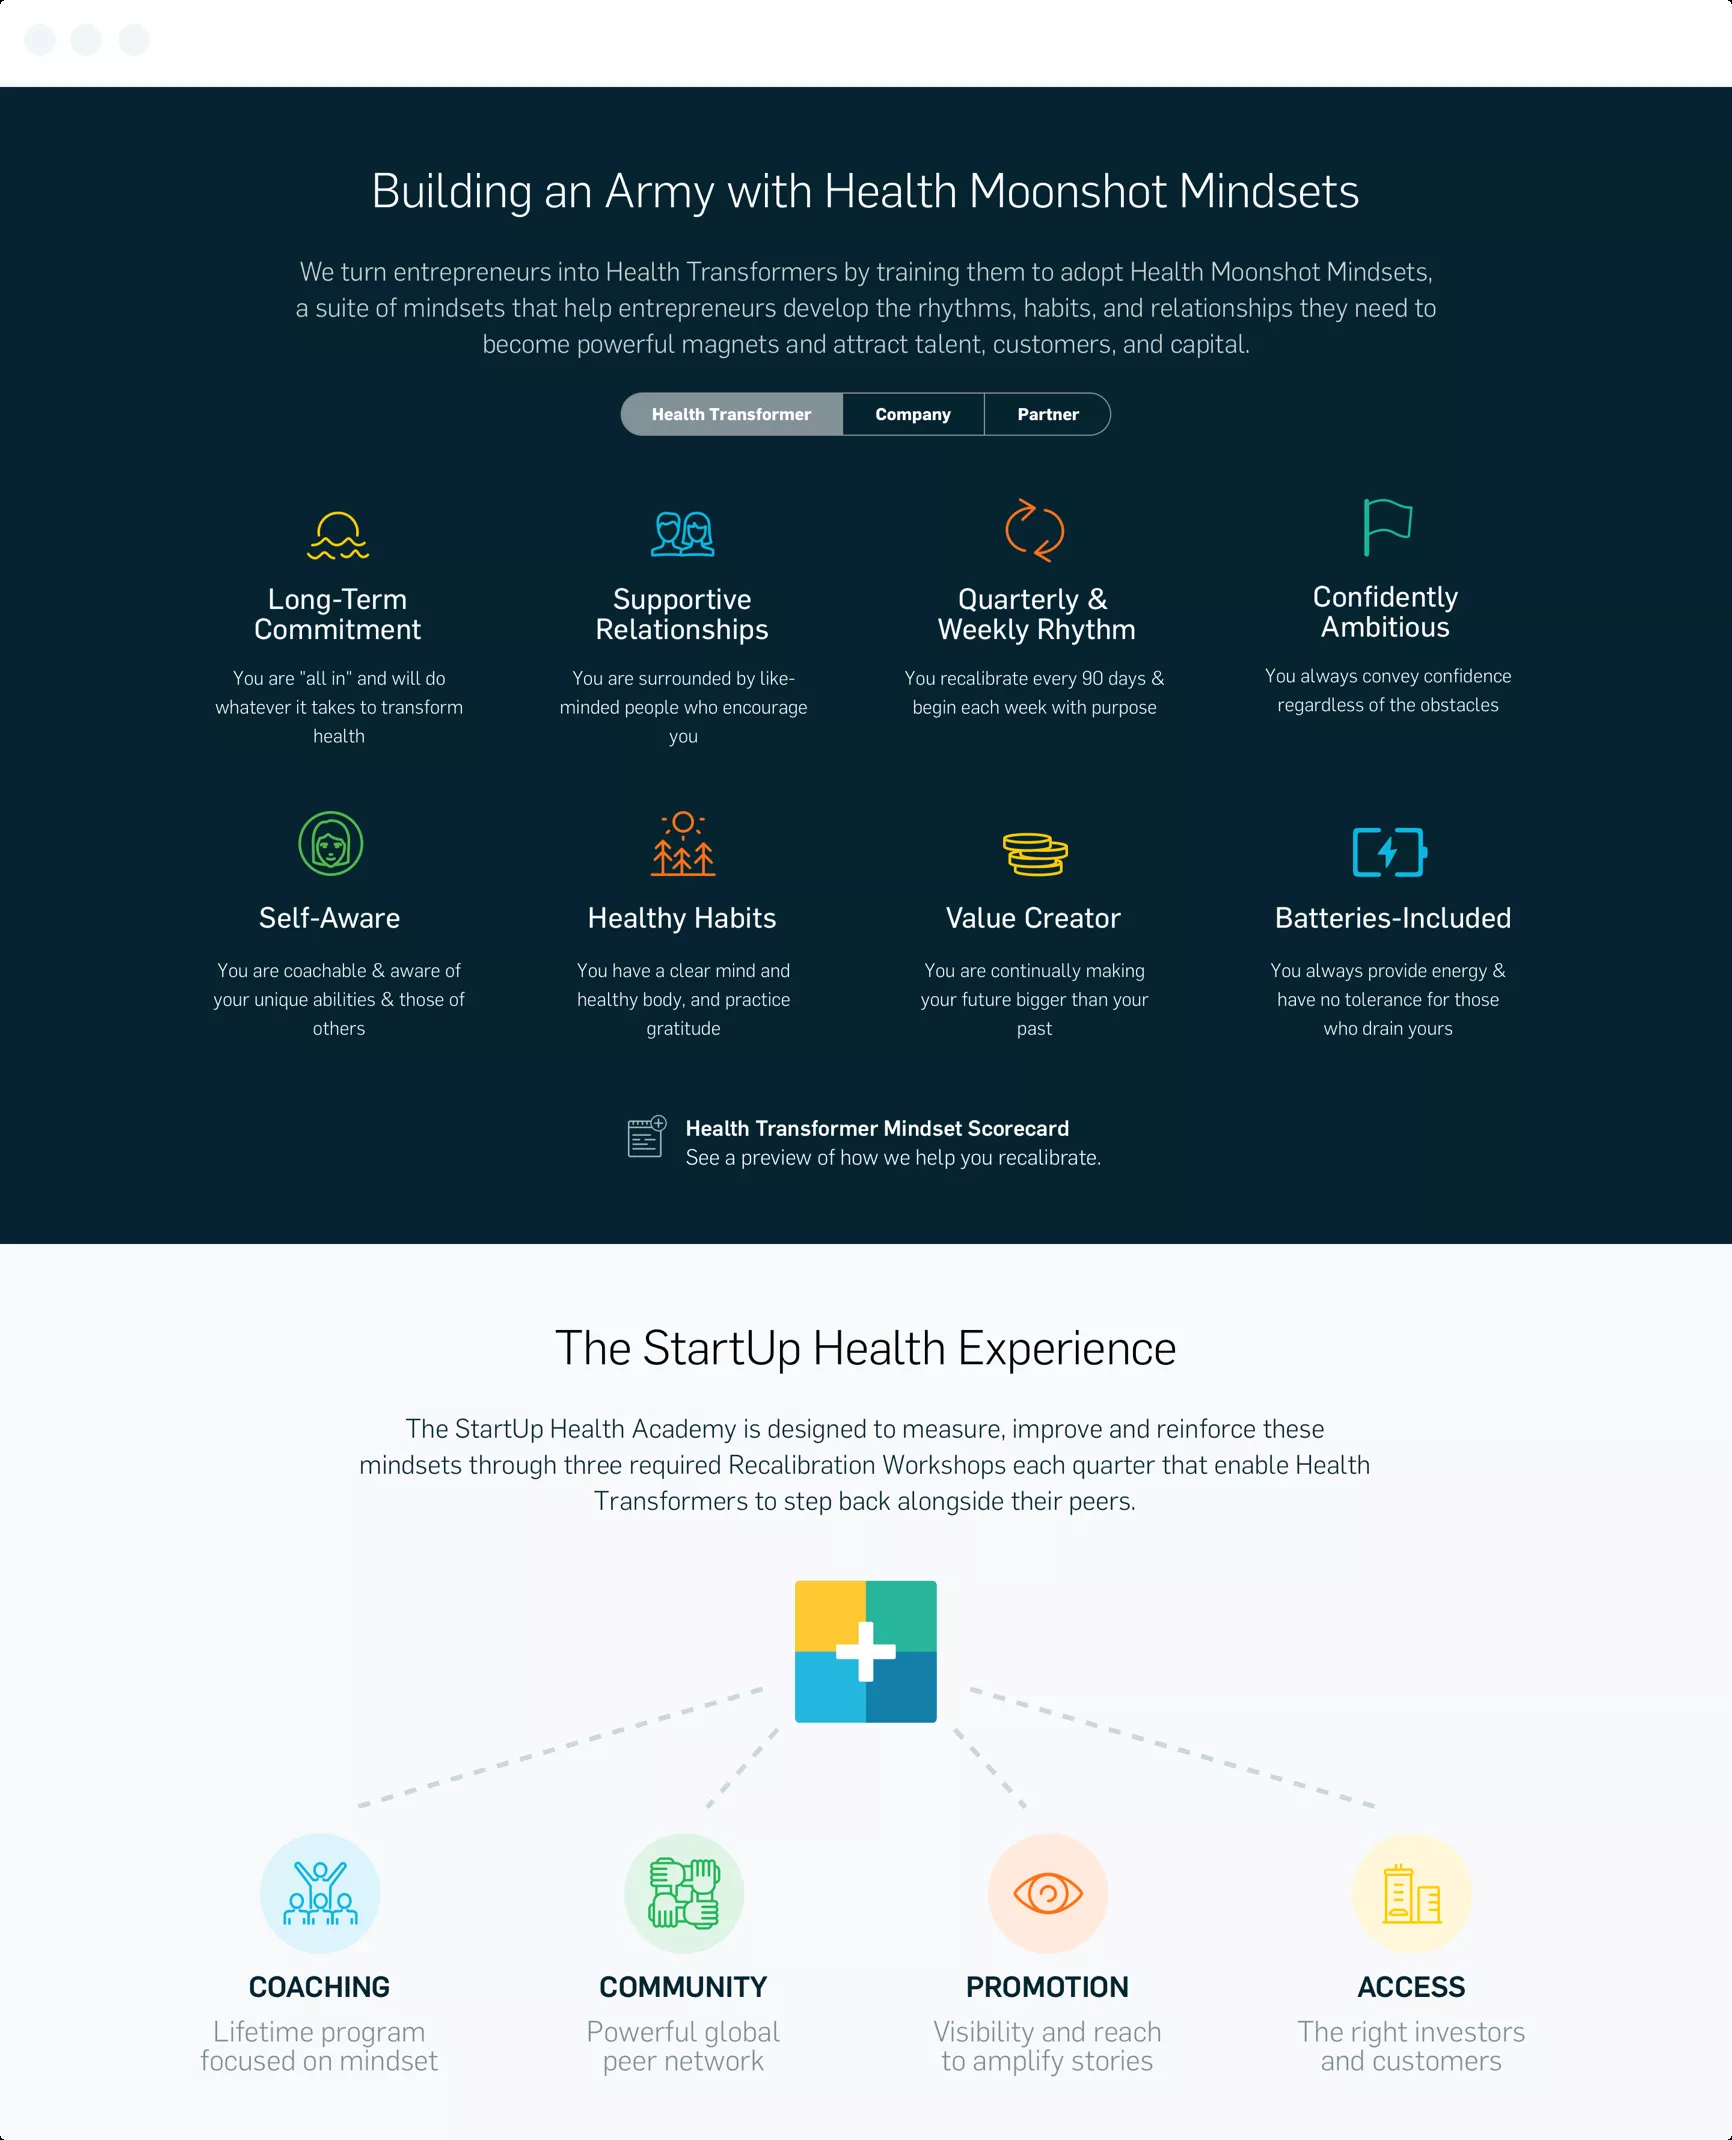 Building an Army with Health Moonshot Mindsets
We turn entrepreneurs into Health Transformers by training them to adopt Health Moonshot Mindsets,
a suite of mindsets that help entrepreneurs develop the rhythms, habits, and relationships they need to
become powerful magnets and attract talent, customers, and capital.
Health Transformer
Company
Partner
Long-Term
Commitment
You are "all in" and will do
whatever it takes to transform
health
Supportive
Relationships
You are surrounded by like-
minded people who encourage
you
Quarterly &
Weekly Rhythm
You recalibrate every 90 days &
begin each week with purpose
Confidently
Ambitious
You always convey confidence
regardless of the obstacles
Self-Aware
You are coachable & aware of
your unique abilities & those of
others
Healthy Habits
You have a clear mind and
healthy body, and practice
gratitude
Value Creator
You are continually making
your future bigger than your
past
Batteries-Included
You always provide energy &
have no tolerance for those
who drain yours
Health Transformer Mindset Scorecard
See a preview of how we help you recalibrate.
The StartUp Health Experience
The StartUp Health Academy is designed to measure, improve and reinforce these
mindsets through three required Recalibration Workshops each quarter that enable Health
Transformers to step back alongside their peers.
COACHING
Lifetime program
focused on mindset
COMMUNITY
Powerful global
peer network
PROMOTION
Visibility and reach
to amplify stories
ACCESS
The right investors
and customers